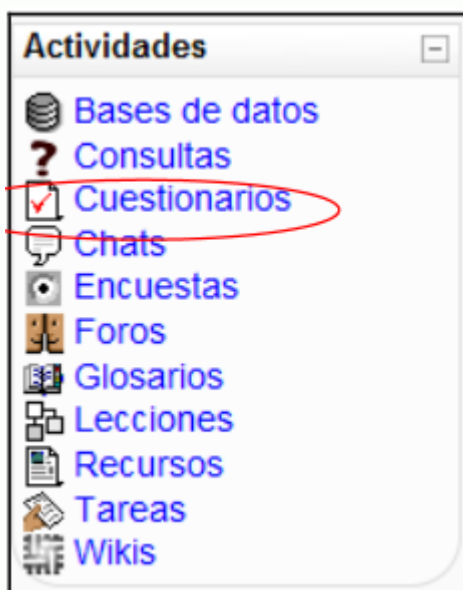 Actividades
Bases de datos
Consultas
Cuestionarios
Chats
Encuestas
Foros
Glosarios
Lecciones
Recursos
Tareas
Wikis